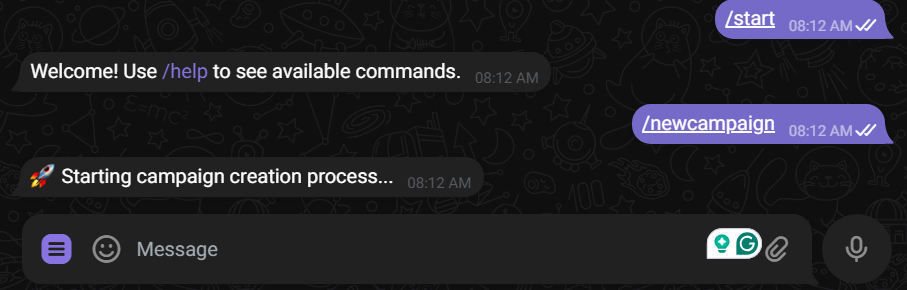 /start 08:12 AM
Welcome! Use /help to see available commands. 08:12 AM
/newcampaign 08:12 AM
🚀 Starting campaign creation process... 08:12 AM
Message